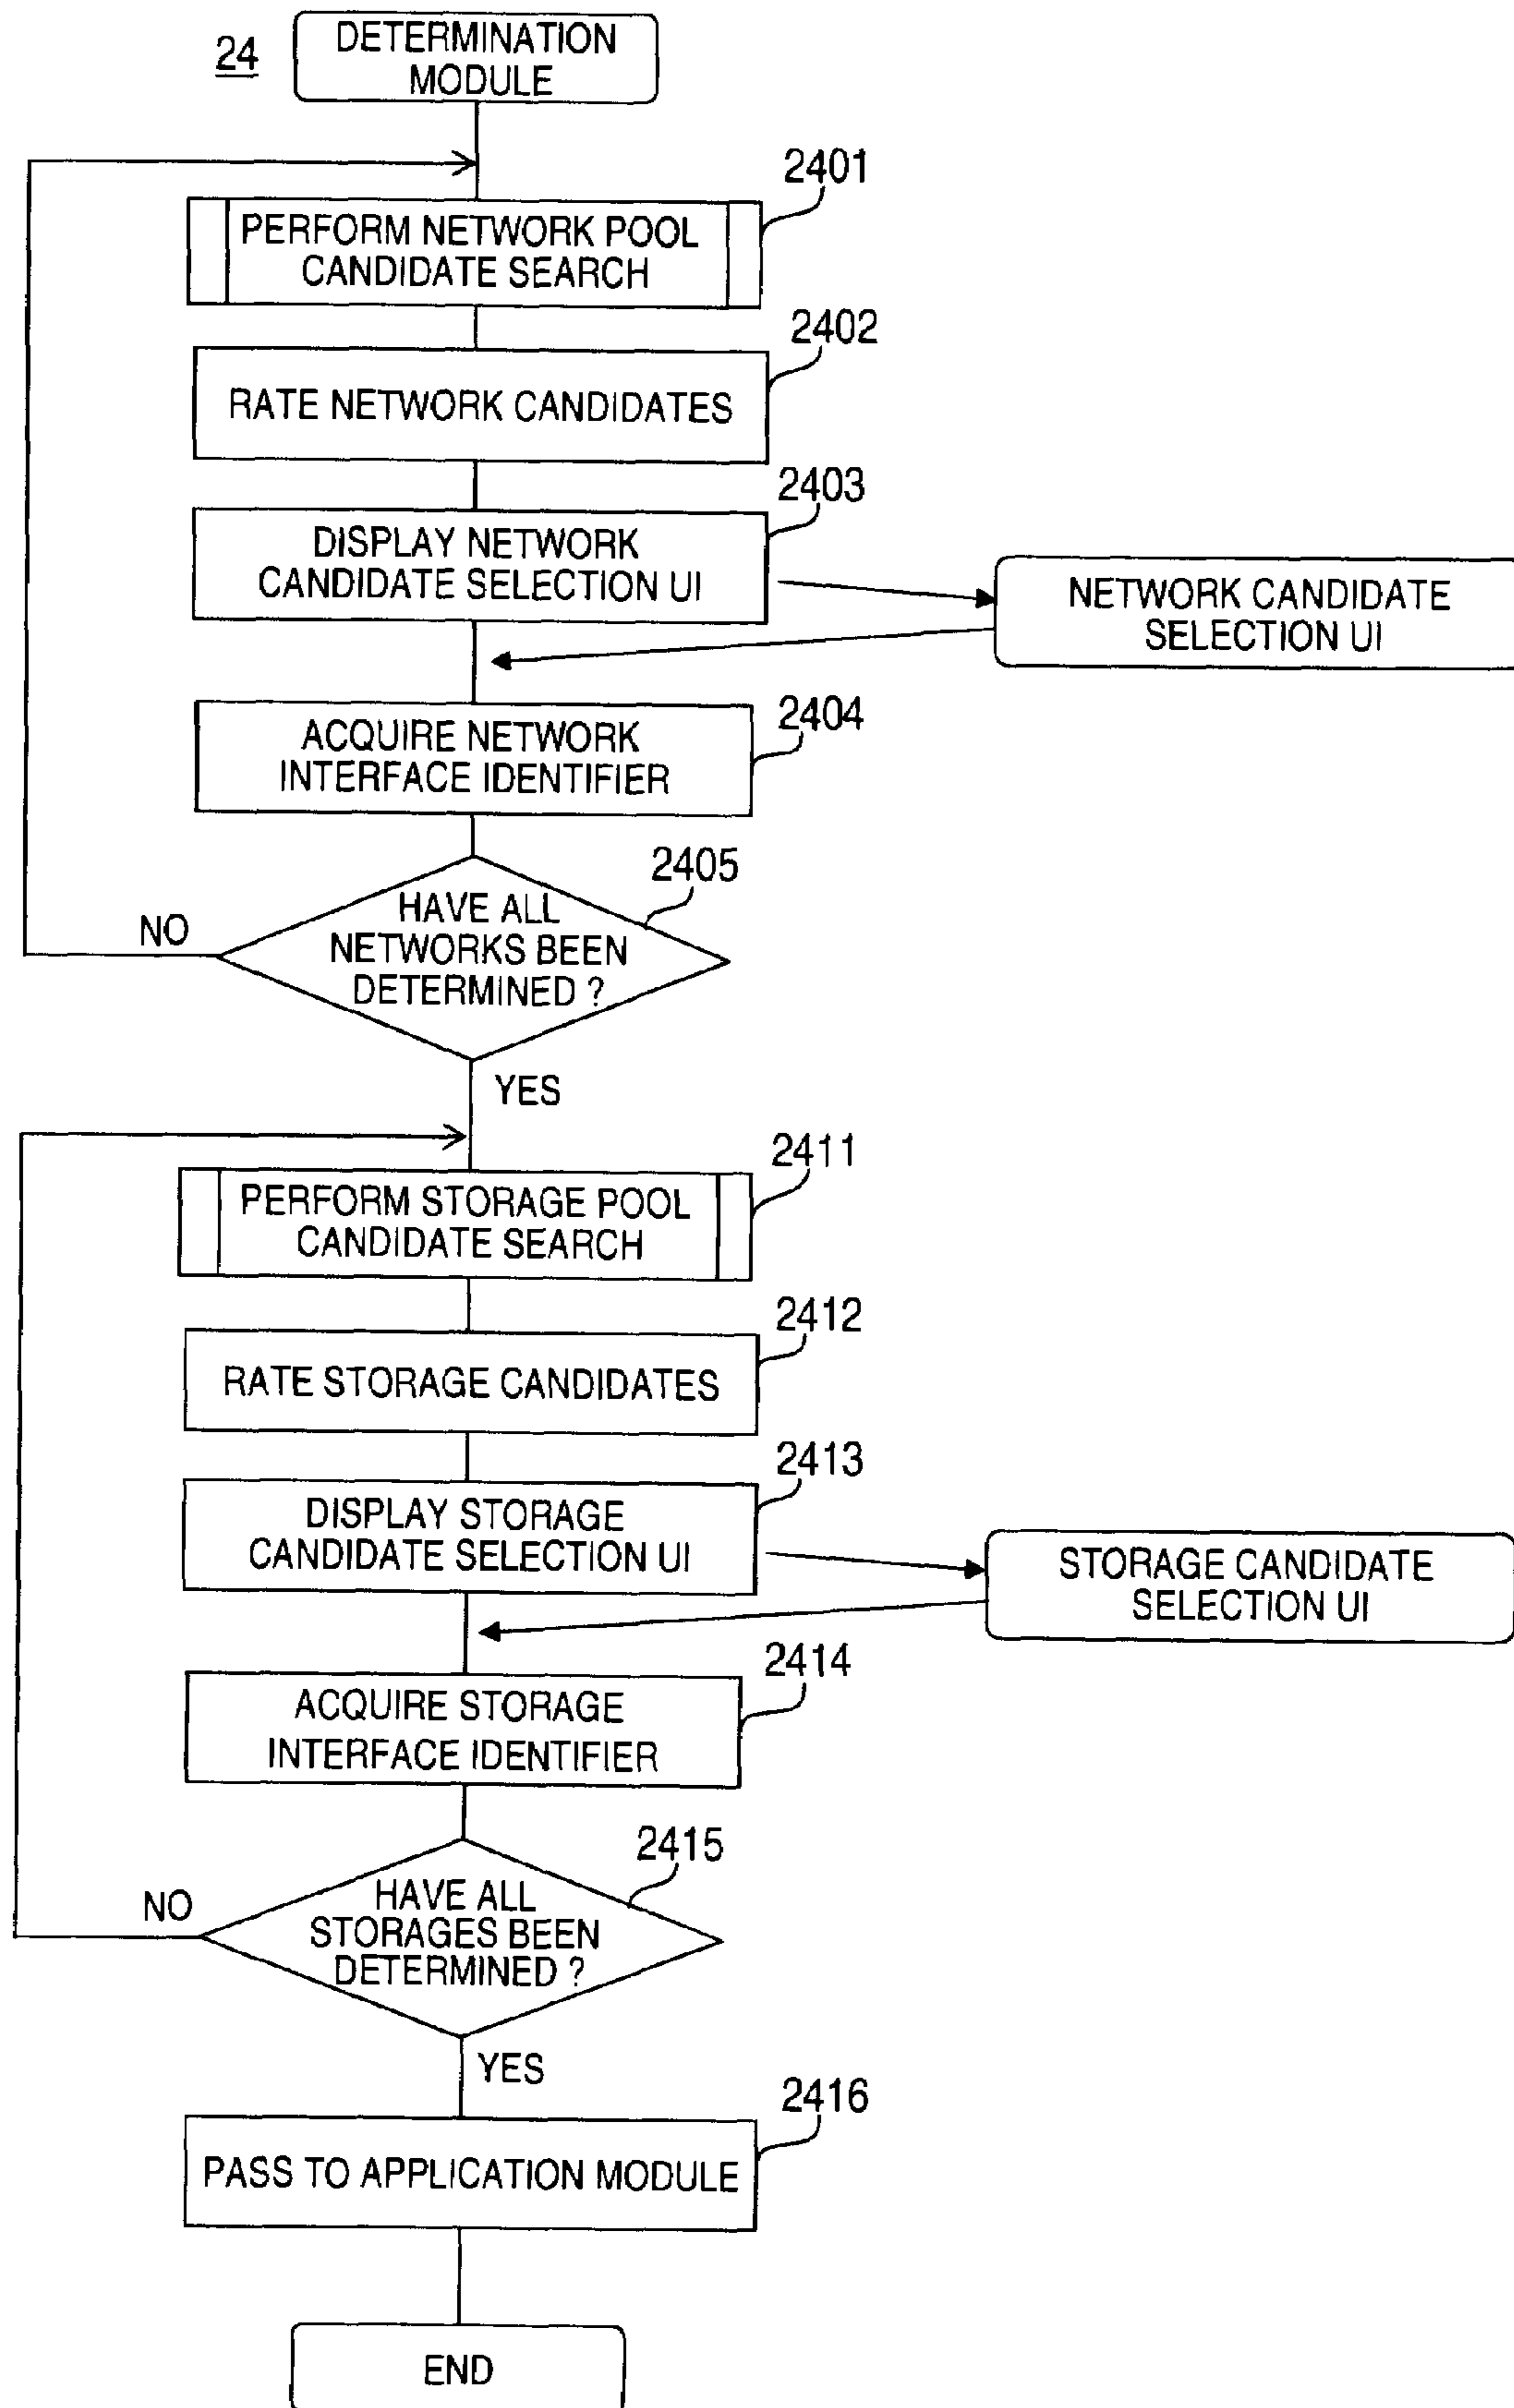 24
DETERMINATION
MODULE
2401
PERFORM NETWORK POOL
CANDIDATE SEARCH
2402
RATE NETWORK CANDIDATES
2403
DISPLAY NETWORK
CANDIDATE SELECTION UI
NETWORK CANDIDATE
SELECTION UI
2404
ACQUIRE NETWORK
INTERFACE IDENTIFIER
2405
HAVE ALL
NETWORKS BEEN
DETERMINED ?
NO
YES
2411
PERFORM STORAGE POOL
CANDIDATE SEARCH
2412
RATE STORAGE CANDIDATES
2413
DISPLAY STORAGE
CANDIDATE SELECTION UI
STORAGE CANDIDATE
SELECTION UI
2414
ACQUIRE STORAGE
INTERFACE IDENTIFIER
2415
HAVE ALL
STORAGES BEEN
DETERMINED ?
NO
YES
2416
PASS TO APPLICATION MODULE
END